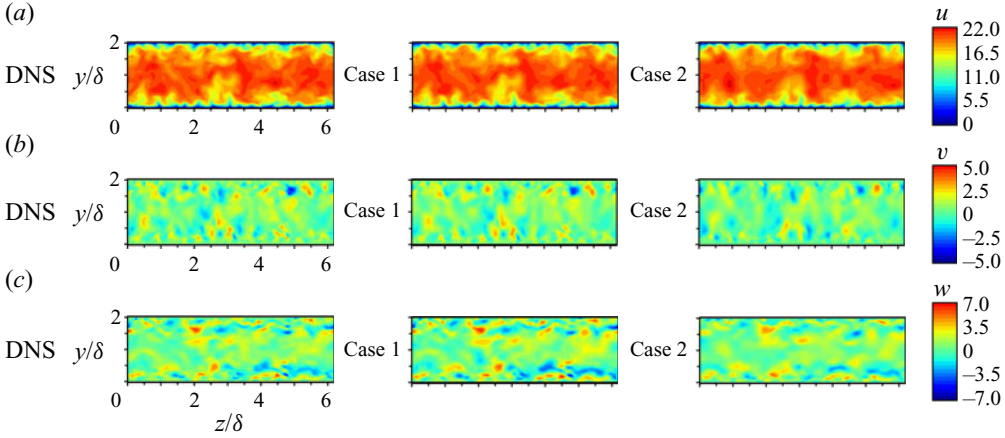 (a)
u
DNS y/δ 2 Case 1 Case 2 22.0
16.5
11.0
5.5
0
0 2 4 6
(b)
v
DNS y/δ 2 Case 1 Case 2 5.0
2.5
0
−2.5
−5.0
0 2 4 6
(c)
w
DNS y/δ 2 Case 1 Case 2 7.0
3.5
0
−3.5
−7.0
0 2 4 6
z/δ